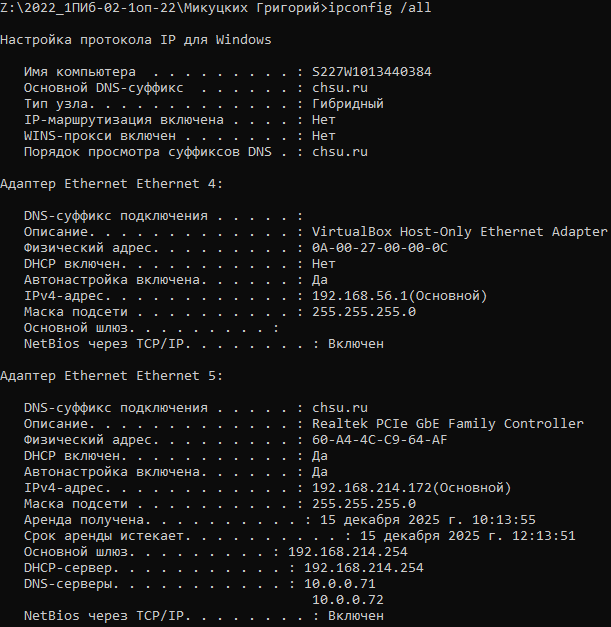 Z:\2022_1ПИб-02-1оп-22\Микуцких Григорий>ipconfig /all
Настройка протокола IP для Windows
Имя компьютера  . . . . . . . . . : S227W1013440384
Основной DNS-суффикс  . . . . . . : chsu.ru
Тип узла. . . . . . . . . . . . . : Гибридный
IP-маршрутизация включена . . . . : Нет
WINS-прокси включен . . . . . . . : Нет
Порядок просмотра суффиксов DNS . : chsu.ru
Адаптер Ethernet Ethernet 4:
DNS-суффикс подключения . . . . . :
Описание. . . . . . . . . . . . . : VirtualBox Host-Only Ethernet Adapter
Физический адрес. . . . . . . . . : 0A-00-27-00-00-0C
DHCP включен. . . . . . . . . . . : Нет
Автонастройка включена. . . . . . : Да
IPv4-адрес. . . . . . . . . . . . : 192.168.56.1(Основной)
Маска подсети . . . . . . . . . . : 255.255.255.0
Основной шлюз. . . . . . . . . :
NetBios через TCP/IP. . . . . . . . : Включен
Адаптер Ethernet Ethernet 5:
DNS-суффикс подключения . . . . . : chsu.ru
Описание. . . . . . . . . . . . . : Realtek PCIe GbE Family Controller
Физический адрес. . . . . . . . . : 60-A4-4C-C9-64-AF
DHCP включен. . . . . . . . . . . : Да
Автонастройка включена. . . . . . : Да
IPv4-адрес. . . . . . . . . . . . : 192.168.214.172(Основной)
Маска подсети . . . . . . . . . . : 255.255.255.0
Аренда получена. . . . . . . . . . : 15 декабря 2025 г. 10:13:55
Срок аренды истекает. . . . . . . . . . : 15 декабря 2025 г. 12:13:51
Основной шлюз. . . . . . . . . : 192.168.214.254
DHCP-сервер. . . . . . . . . . . : 192.168.214.254
DNS-серверы. . . . . . . . . . . : 10.0.0.71
10.0.0.72
NetBios через TCP/IP. . . . . . . . : Включен